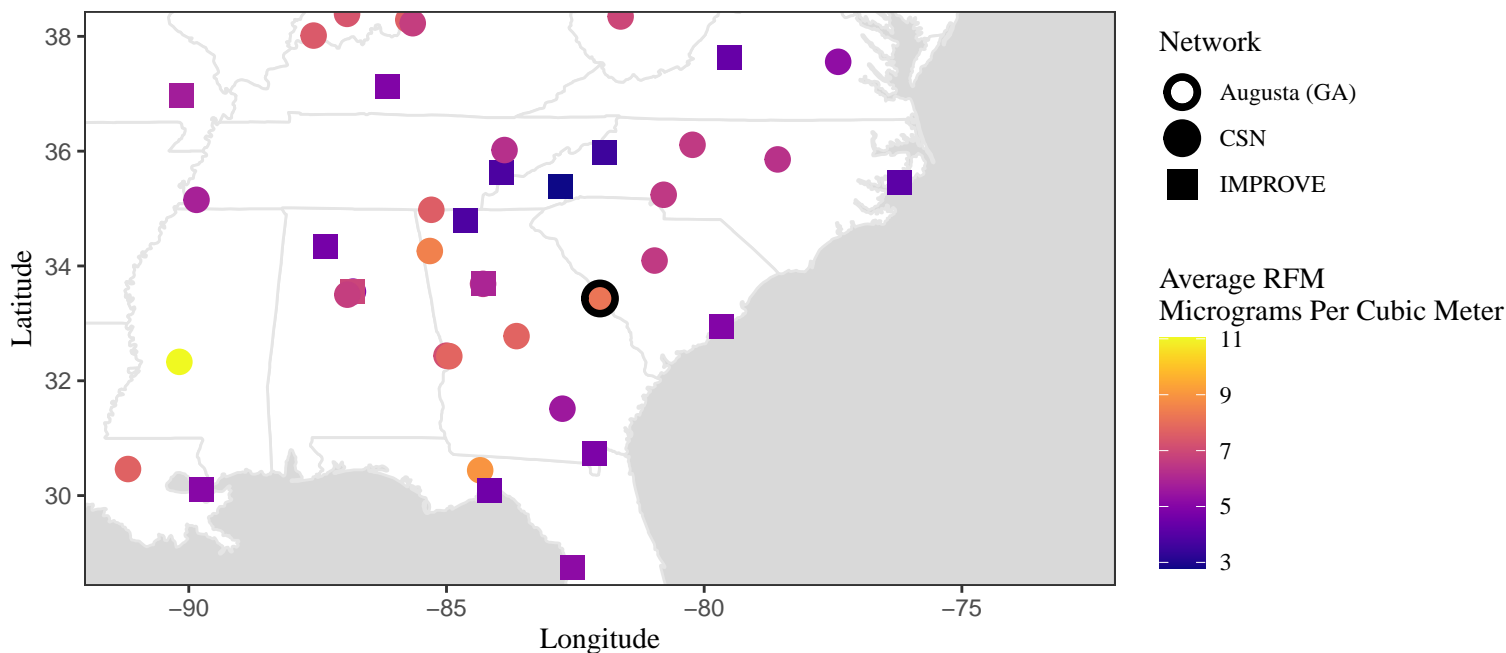 38
36
34
32
30
Latitude
−90
−85
−80
−75
Longitude
Network
Augusta (GA)
CSN
IMPROVE
Average RFM
Micrograms Per Cubic Meter
11
9
7
5
3